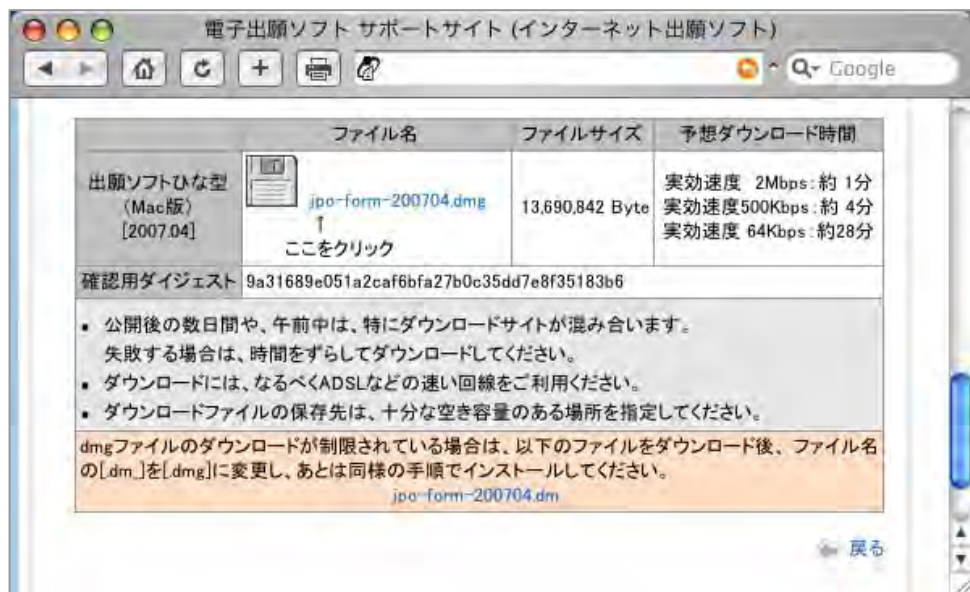 電子出願ソフト サポートサイト (インターネット出願ソフト)
Google
ファイル名
ファイルサイズ
予想ダウンロード時間
出願ソフトひな型
(Mac版)
[2007.04]
jpo-form-200704.dmg
↑
ここをクリック
13,690,842 Byte
実効速度 2Mbps:約 1分
実効速度500Kbps:約 4分
実効速度 64Kbps:約28分
確認用ダイジェスト
9a31689e051a2caf6bfa27b0c35dd7e8f35183b6
• 公開後の数日間や、午前中は、特にダウンロードサイトが混み合います。
失敗する場合は、時間をずらしてダウンロードしてください。
• ダウンロードには、なるべくADSLなどの速い回線をご利用ください。
• ダウンロードファイルの保存先は、十分な空き容量のある場所を指定してください。
dmgファイルのダウンロードが制限されている場合は、以下のファイルをダウンロード後、ファイル名
の[.dm_]を[.dmg]に変更し、あとは同様の手順でインストールしてください。
jpo-form-200704.dm
戻る